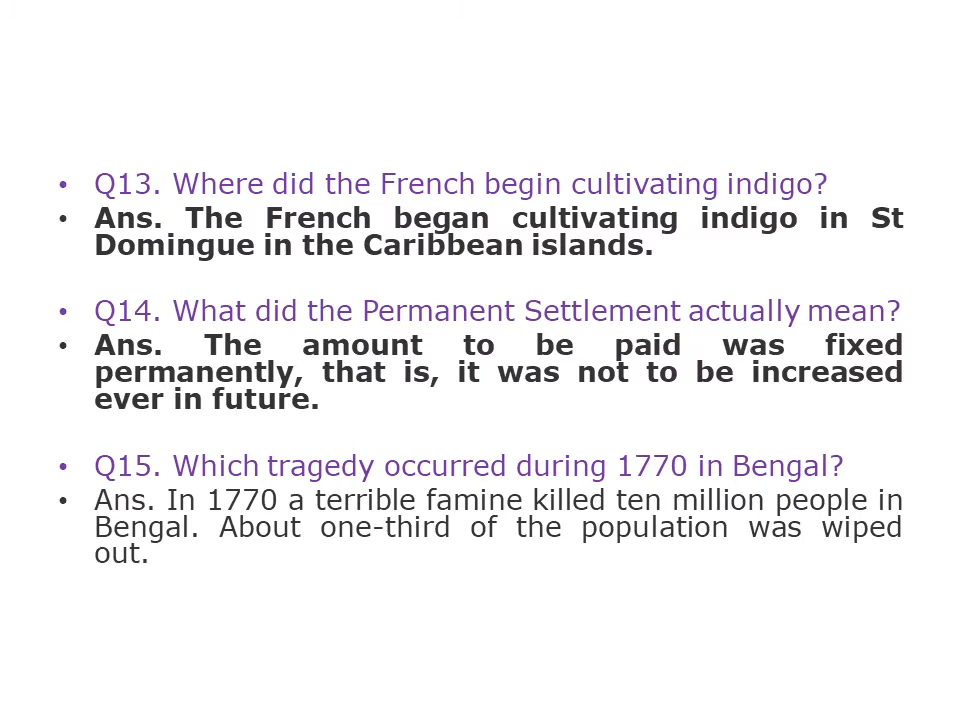 • Q13. Where did the French begin cultivating indigo?
• Ans. The French began cultivating indigo in St
Domingue in the Caribbean islands.
• Q14. What did the Permanent Settlement actually mean?
• Ans. The amount to be paid was fixed
permanently, that is, it was not to be increased
ever in future.
• Q15. Which tragedy occurred during 1770 in Bengal?
• Ans. In 1770 a terrible famine killed ten million people in
Bengal. About one-third of the population was wiped
out.